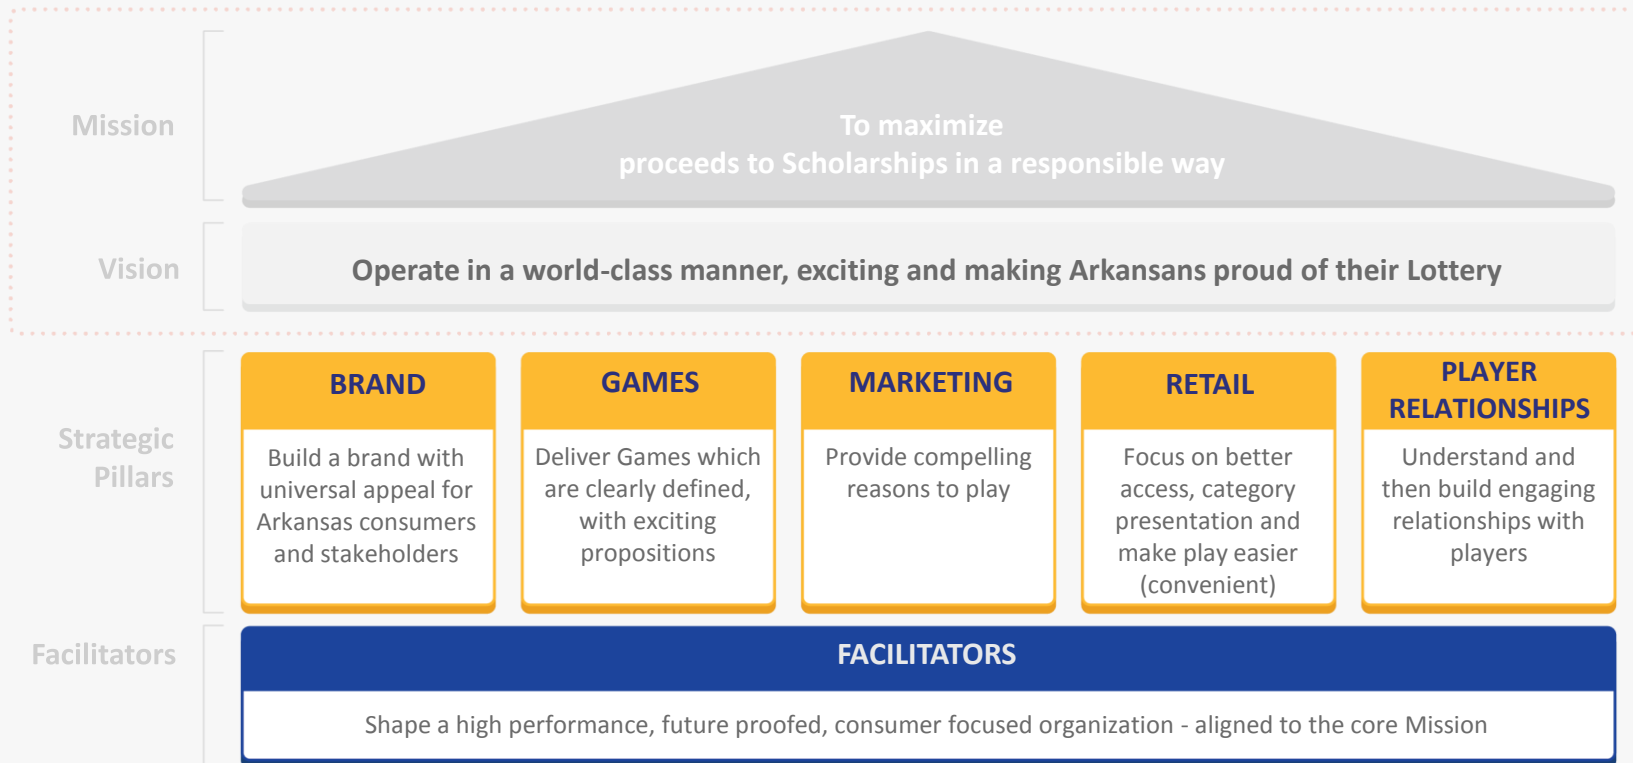 Mission
To maximize
proceeds to Scholarships in a responsible way
Vision
Operate in a world-class manner, exciting and making Arkansans proud of their Lottery
Strategic
Pillars
BRAND
Build a brand with
universal appeal for
Arkansas consumers
and stakeholders
GAMES
Deliver Games which
are clearly defined,
with exciting
propositions
MARKETING
Provide compelling
reasons to play
RETAIL
Focus on better
access, category
presentation and
make play easier
(convenient)
PLAYER
RELATIONSHIPS
Understand and
then build engaging
relationships with
players
Facilitators
FACILITATORS
Shape a high performance, future proofed, consumer focused organization - aligned to the core Mission